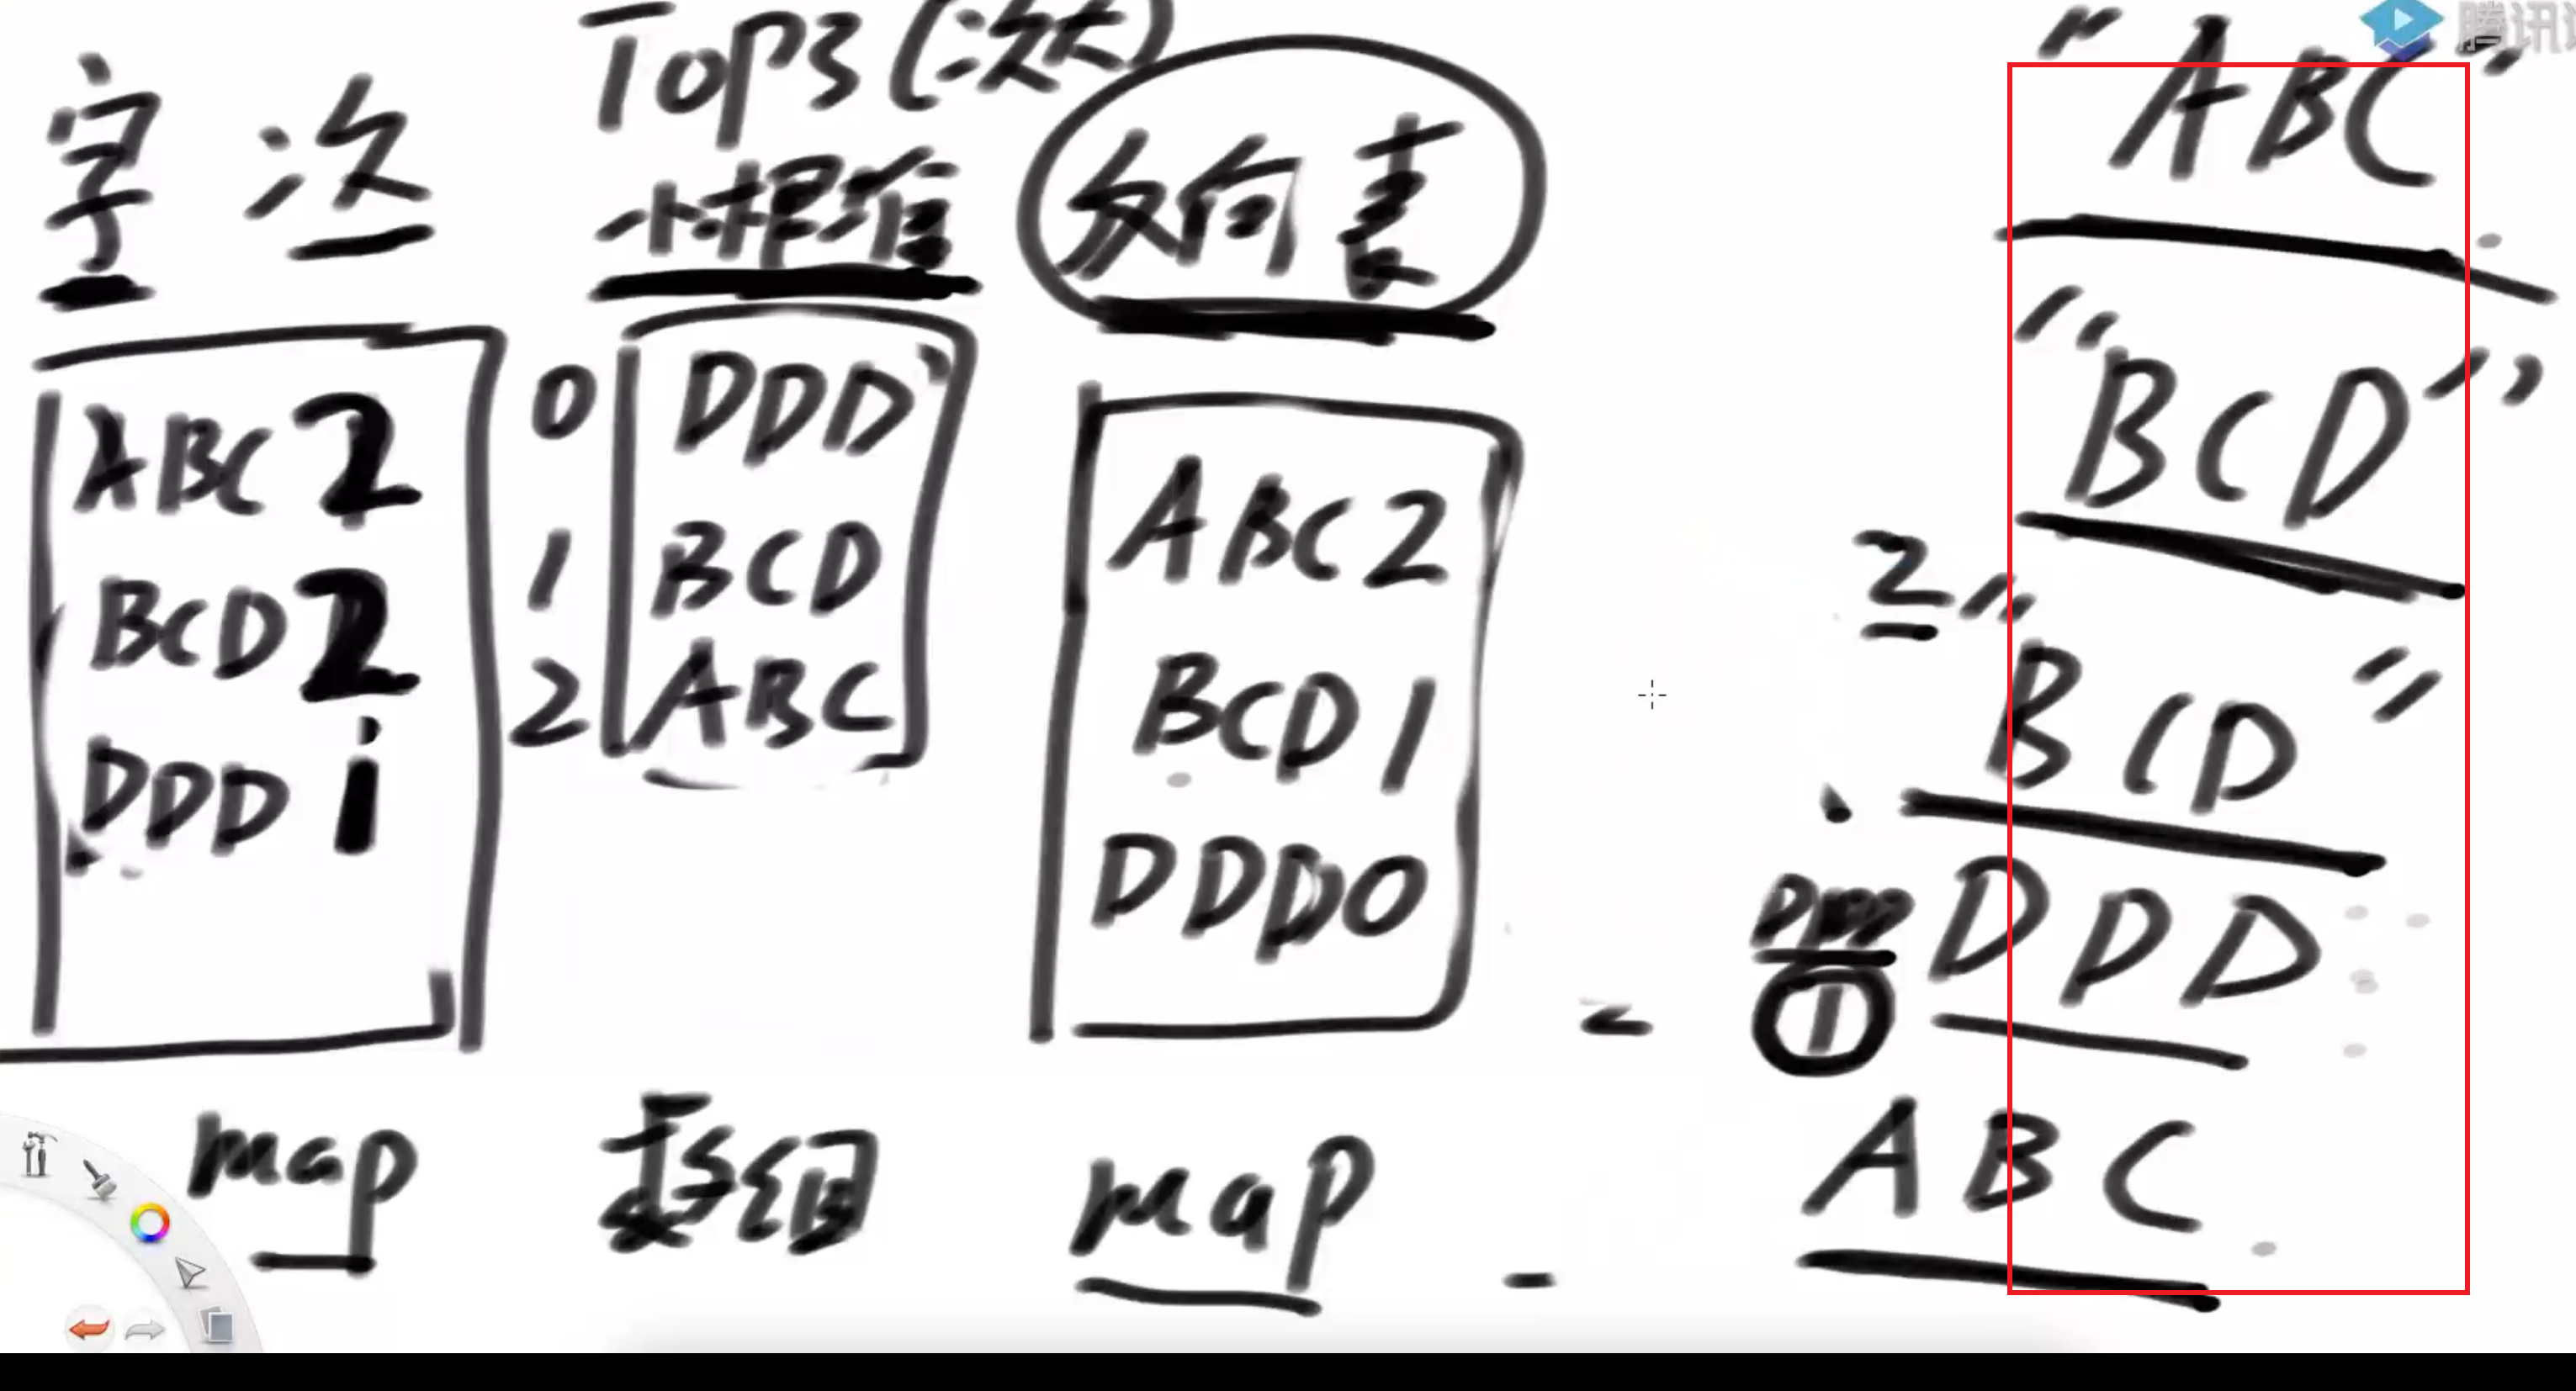 Top3(次大)
字 次
小根堆
反向表
ABC 2
BCD 2
DDD 1
0 DDD
1 BCD
2 ABC
ABC 2
BCD 1
DDD 0
map
数组
map
腾讯
"ABC"
"BCD"
2
"BCD"
①
DDD
ABC